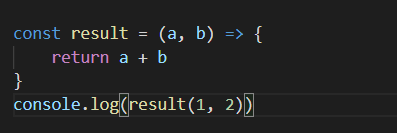 const result = (a, b) => {
    return a + b
}
console.log(result(1, 2))